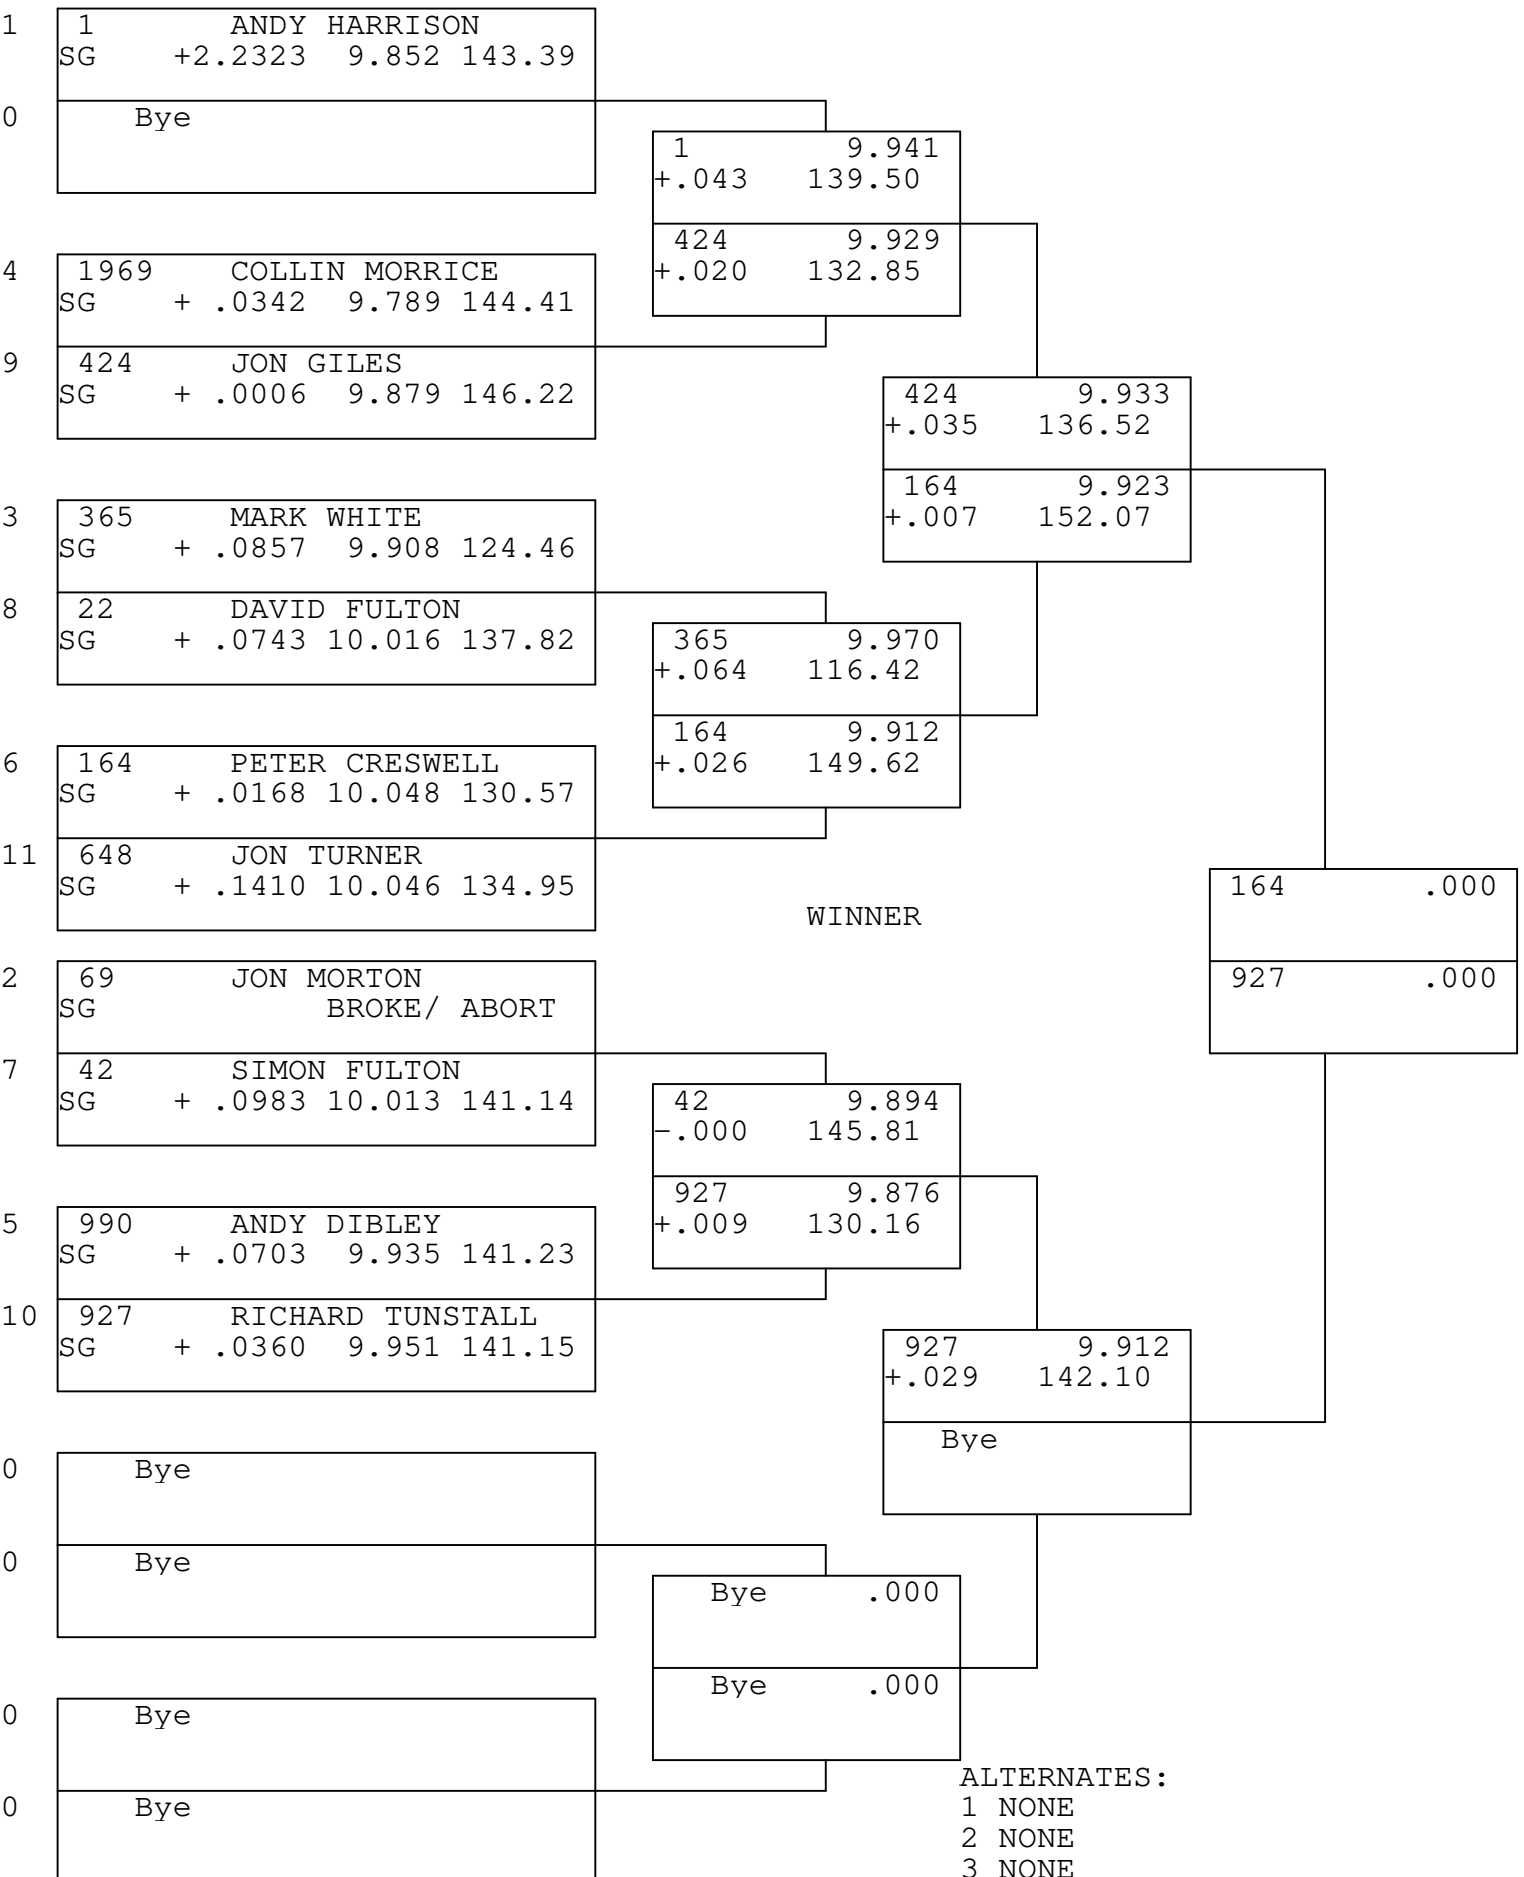 1 1 ANDY HARRISON
SG +2.2323 9.852 143.39
0 Bye
1 9.941
+.043 139.50
424 9.929
+.020 132.85
4 1969 COLLIN MORRICE
SG + .0342 9.789 144.41
9 424 JON GILES
SG + .0006 9.879 146.22
424 9.933
+.035 136.52
164 9.923
+.007 152.07
3 365 MARK WHITE
SG + .0857 9.908 124.46
8 22 DAVID FULTON
SG + .0743 10.016 137.82
365 9.970
+.064 116.42
164 9.912
+.026 149.62
6 164 PETER CRESWELL
SG + .0168 10.048 130.57
11 648 JON TURNER
SG + .1410 10.046 134.95
164 .000
WINNER
927 .000
2 69 JON MORTON
SG BROKE/ ABORT
7 42 SIMON FULTON
SG + .0983 10.013 141.14
42 9.894
-.000 145.81
927 9.876
+.009 130.16
5 990 ANDY DIBLEY
SG + .0703 9.935 141.23
10 927 RICHARD TUNSTALL
SG + .0360 9.951 141.15
927 9.912
+.029 142.10
Bye
0 Bye
0 Bye
Bye .000
Bye .000
0 Bye
0 Bye
ALTERNATES:
1 NONE
2 NONE
3 NONE